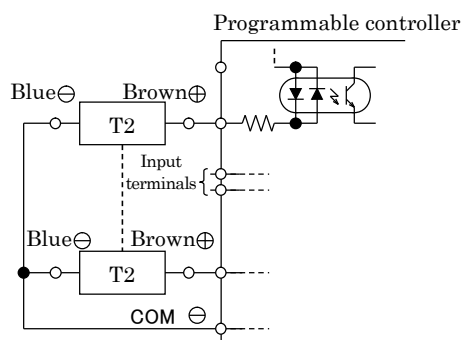 Programmable controller
Blue⊖ Brown⊕
T2
Input
terminals
Blue⊖ Brown⊕
T2
COM ⊖